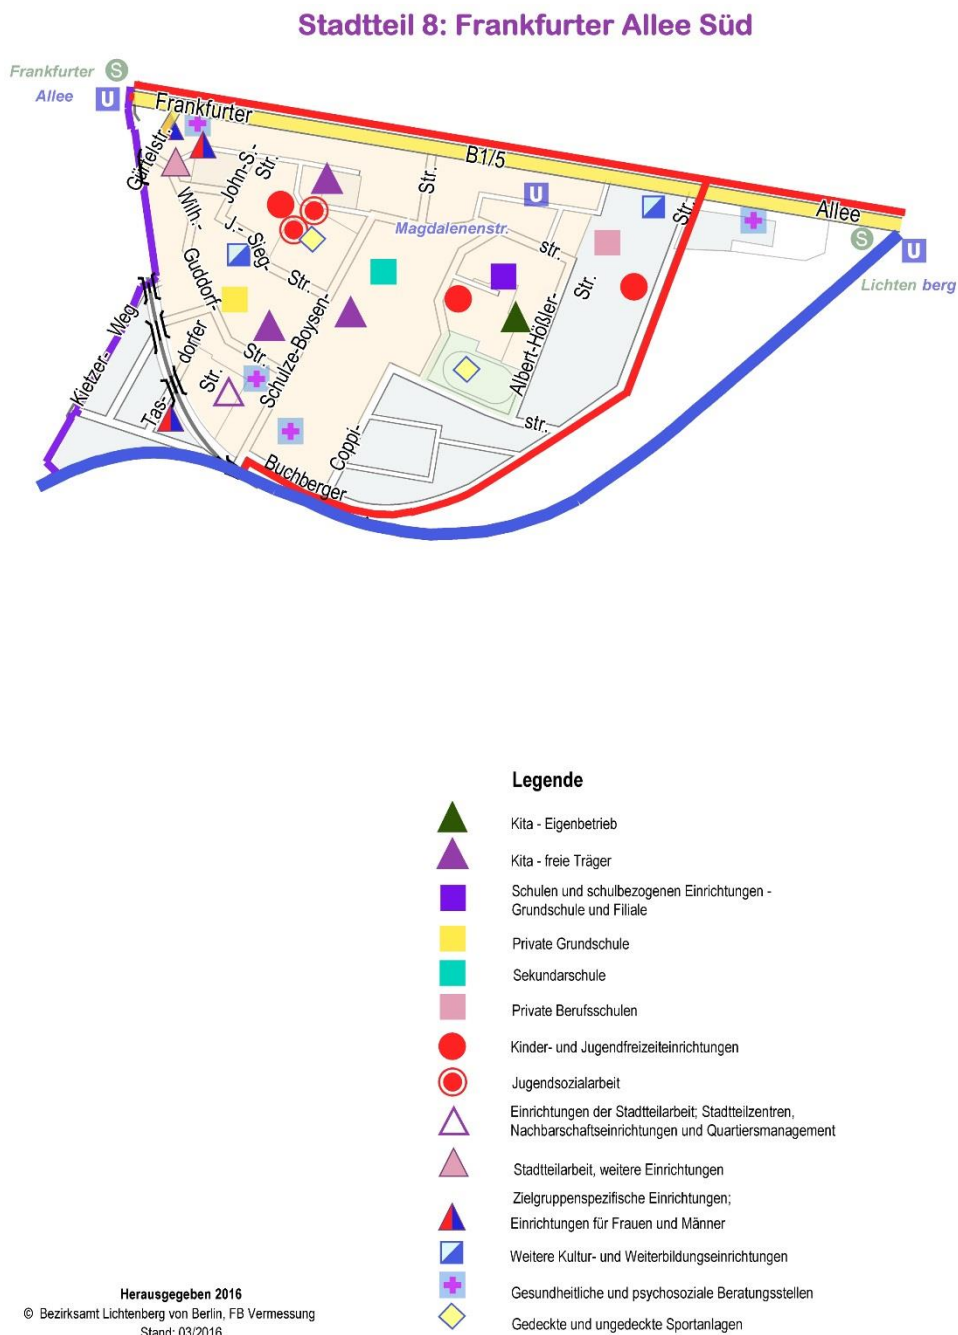 Stadtteil 8: Frankfurter Allee Süd
Frankfurter S
Allee U
Frankfurter
B1/5
Allee
S
U
Lichten berg
Gürtelstr.
John-S.-
Str.
Wilh.-
Guddorf-
Str.
J.- Sieg-
Str.
Str.
U
Magdalenenstr.
str.
Str.
Schulze-Boysen-
Str.
Albert-Hößler-
Kietzer- Weg
Tas-
dorfer
Str.
Coppi-
str.
Buchberger
Legende
Kita - Eigenbetrieb
Kita - freie Träger
Schulen und schulbezogenen Einrichtungen -
Grundschule und Filiale
Private Grundschule
Sekundarschule
Private Berufsschulen
Kinder- und Jugendfreizeiteinrichtungen
Jugendsozialarbeit
Einrichtungen der Stadtteilarbeit; Stadtteilzentren,
Nachbarschaftseinrichtungen und Quartiersmanagement
Stadtteilarbeit, weitere Einrichtungen
Zielgruppenspezifische Einrichtungen;
Einrichtungen für Frauen und Männer
Weitere Kultur- und Weiterbildungseinrichtungen
Gesundheitliche und psychosoziale Beratungsstellen
Gedeckte und ungedeckte Sportanlagen
Herausgegeben 2016
© Bezirksamt Lichtenberg von Berlin, FB Vermessung
Stand: 03/2016